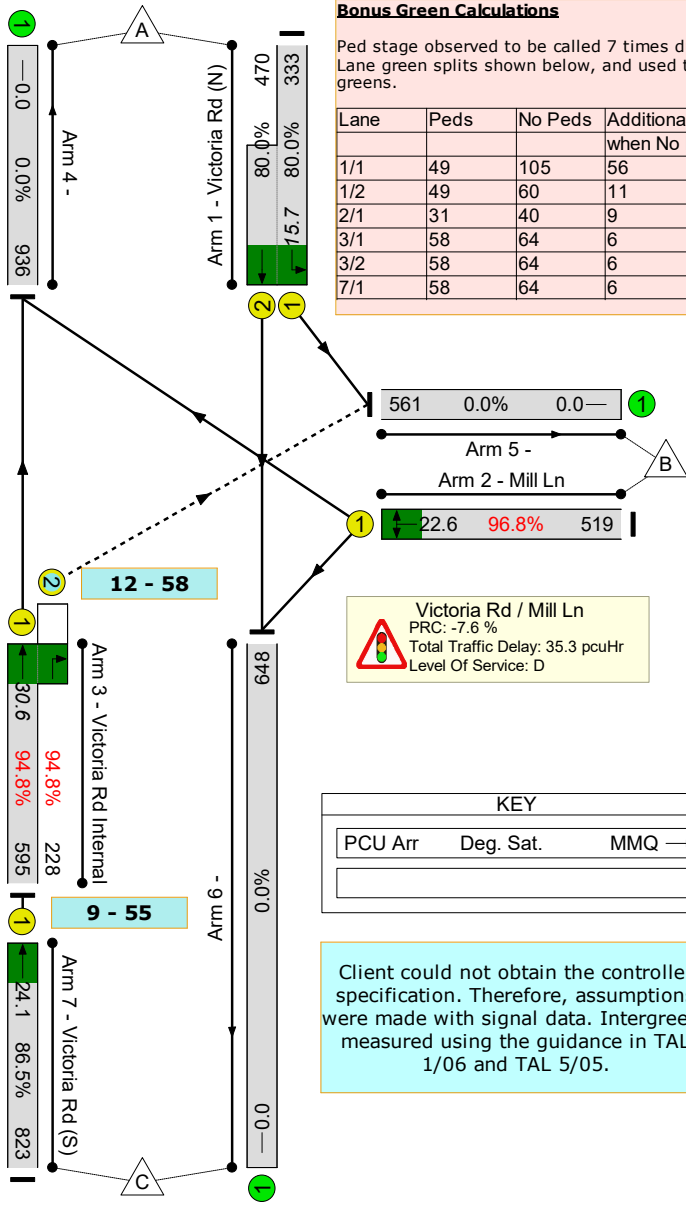 Bonus Green Calculations
Ped stage observed to be called 7 times d
Lane green splits shown below, and used t
greens.
Lane Peds No Peds Additiona
when No
1/1 49 105 56
1/2 49 60 11
2/1 31 40 9
3/1 58 64 6
3/2 58 64 6
7/1 58 64 6
1
A
0.0 0.0% 936
Arm 4 -
Arm 1 - Victoria Rd (N)
470 80.0%
333 80.0% 15.7
2 1
561 0.0% 0.0
1
Arm 5 -
B
Arm 2 - Mill Ln
1
22.6 96.8% 519
2
12 - 58
1
Victoria Rd / Mill Ln
PRC: -7.6 %
Total Traffic Delay: 35.3 pcuHr
Level Of Service: D
30.6 94.8% 595
94.8% 228
Arm 3 - Victoria Rd Internal
648 0.0% 0.0
Arm 6 -
1
9 - 55
24.1 86.5% 823
Arm 7 - Victoria Rd (S)
C
1
KEY
PCU Arr Deg. Sat. MMQ
Client could not obtain the controlle
specification. Therefore, assumption
were made with signal data. Intergree
measured using the guidance in TAL
1/06 and TAL 5/05.